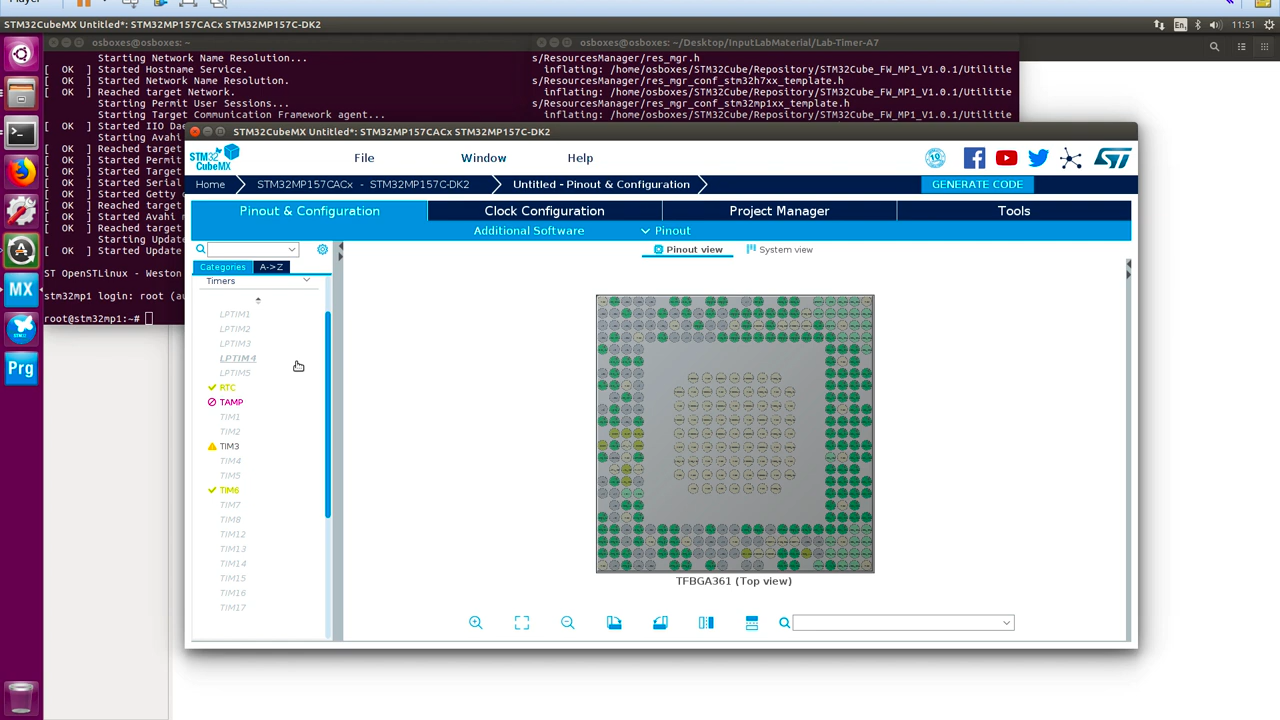 Player
STM32CubeMX Untitled*: STM32MP157CACx STM32MP157C-DK2
En
11:51
osboxes@osboxes: ~
osboxes@osboxes: ~/Desktop/InputLabMaterial/Lab-Timer-A7
Starting Network Name Resolution...
[ OK ] Started Hostname Service.
[ OK ] Started Network Name Resolution.
[ OK ] Reached target Network.
Starting Permit User Sessions...
Starting Target Communication Framework agent...
[ OK ] Started IIO Dae
Starting Avahi
[ OK ] Reached target
[ OK ] Started Permit
[ OK ] Reached Target
[ OK ] Started Serial
[ OK ] Started Getty
[ OK ] Reached target
[ OK ] Started Avahi
[ OK ] Reached target
Starting Update
[ OK ] Started Update
ST OpenSTLinux - Weston
stm32mp1 login: root (au
root@stm32mp1:~#
s/ResourcesManager/res_mgr.h
inflating: /home/osboxes/STM32Cube/Repository/STM32Cube_FW_MP1_V1.0.1/Utilitie
s/ResourcesManager/res_mgr_conf_stm32h7xx_template.h
inflating: /home/osboxes/STM32Cube/Repository/STM32Cube_FW_MP1_V1.0.1/Utilitie
s/ResourcesManager/res_mgr_conf_stm32mp1xx_template.h
inflating: /home/osboxes/STM32Cube/Repository/STM32Cube_FW_MP1_V1.0.1/Utilitie
MX
Prg
STM32CubeMX Untitled*: STM32MP157CACx STM32MP157C-DK2
STM32
CubeMX
File
Window
Help
19
ST
Home
STM32MP157CACx - STM32MP157C-DK2
Untitled - Pinout & Configuration
GENERATE CODE
Pinout & Configuration
Clock Configuration
Project Manager
Tools
Additional Software
Pinout
Categories
A->Z
Pinout view
System view
Timers
LPTIM1
LPTIM2
LPTIM3
LPTIM4
LPTIM5
RTC
TAMP
TIM1
TIM2
TIM3
TIM4
TIM5
TIM6
TIM7
TIM8
TIM12
TIM13
TIM14
TIM15
TIM16
TIM17
TFBGA361 (Top view)